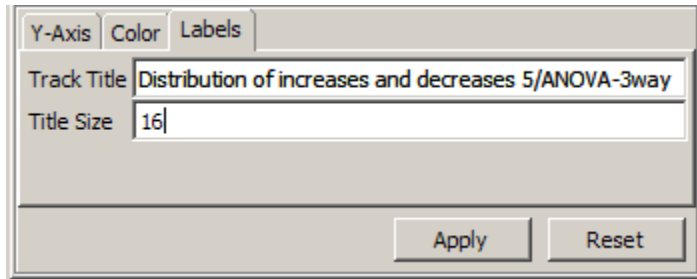 Y-Axis Color Labels
Track Title Distribution of increases and decreases 5/ANOVA-3way
Title Size 16
Apply Reset